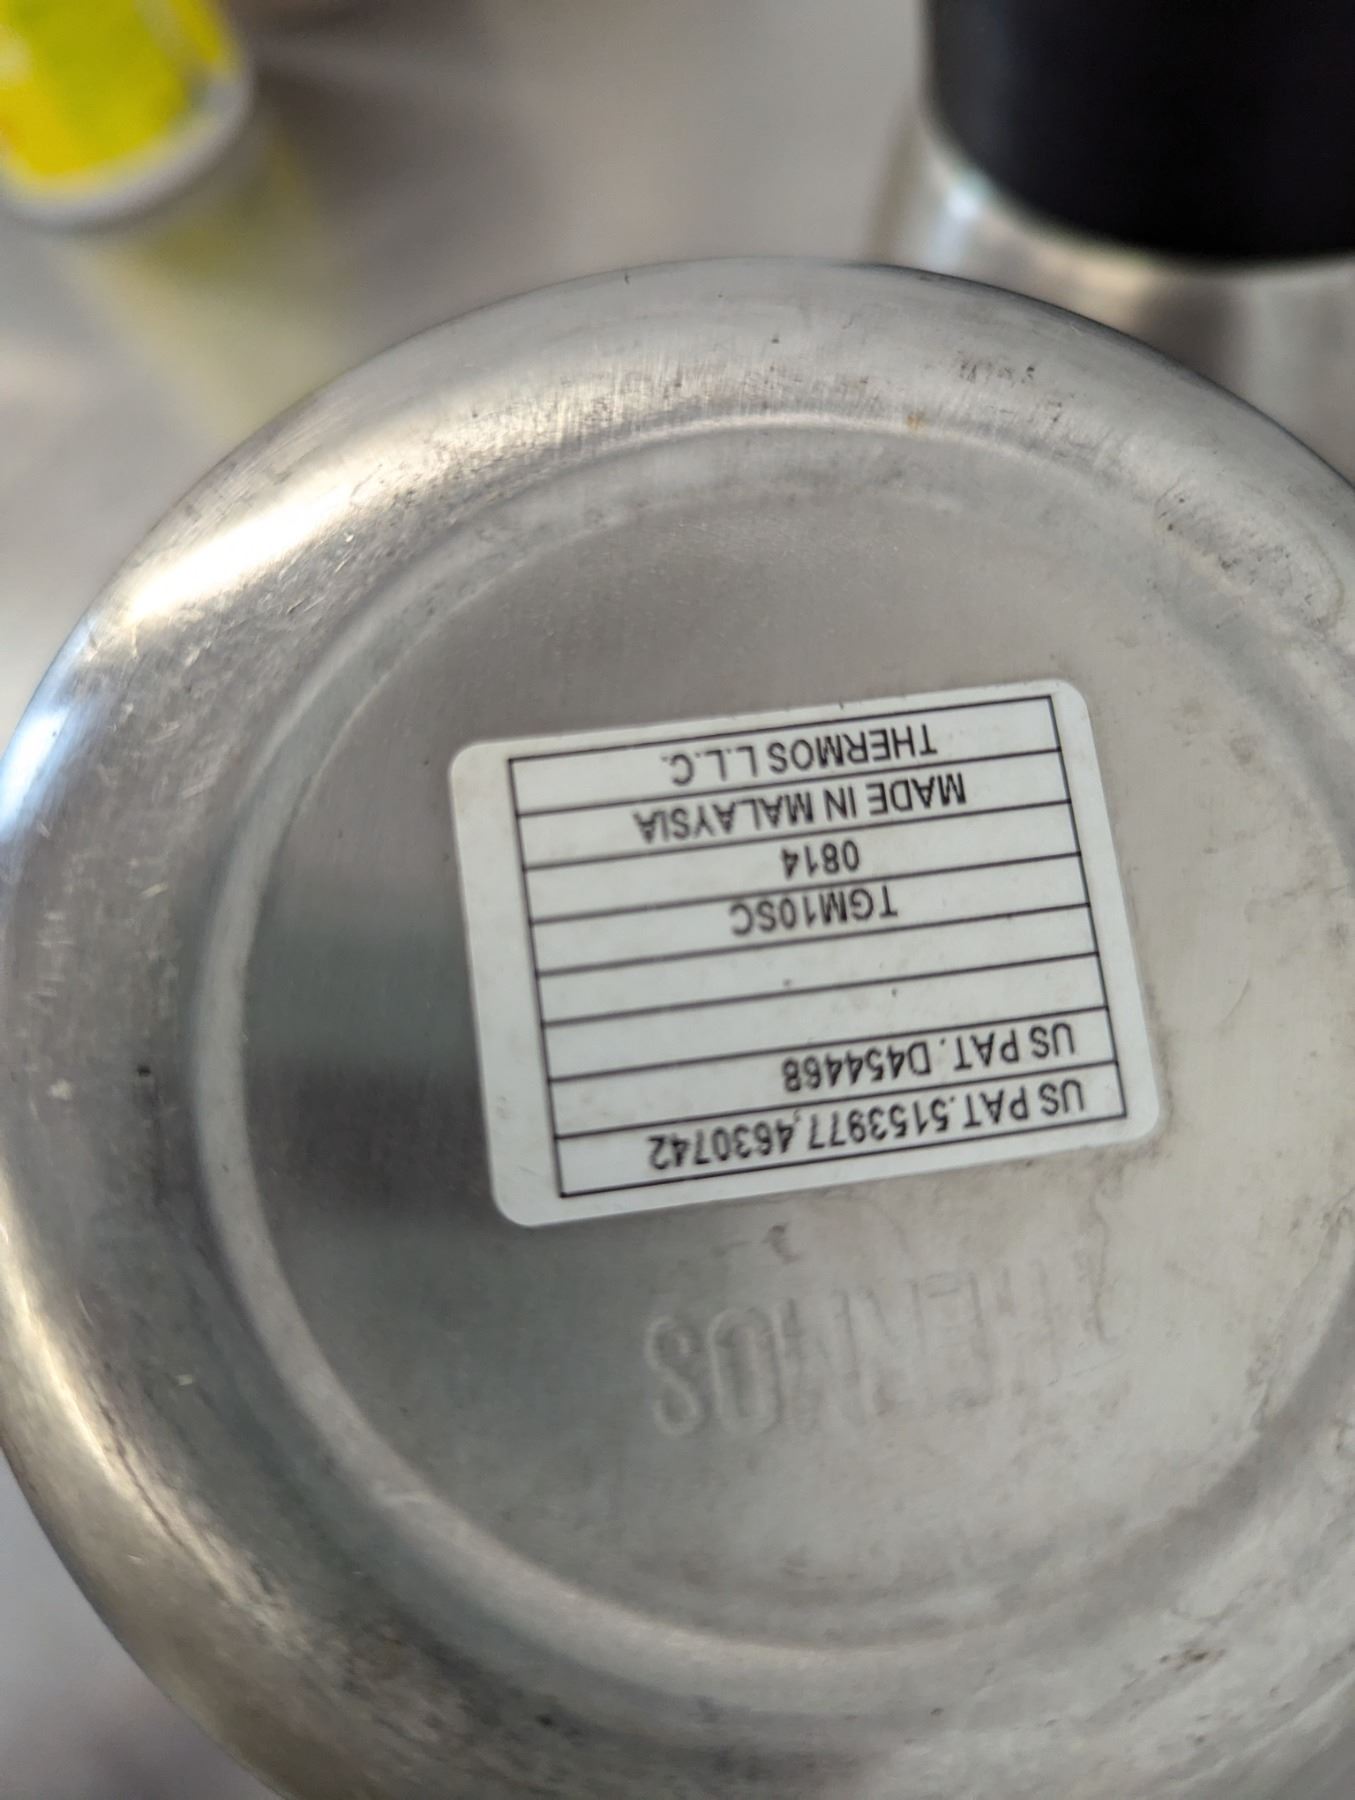 US PAT.5153977,4630742
US PAT. D454468
TGM10SC
0814
MADE IN MALAYSIA
THERMOS L.L.C.
THERMOS